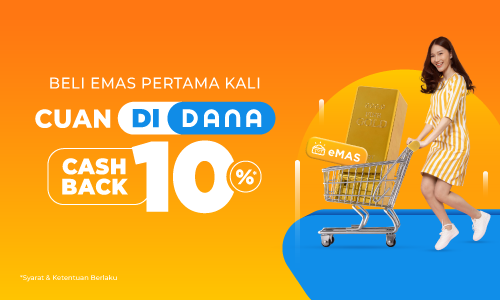 BELI EMAS PERTAMA KALI
CUAN DI DANA
CASH BACK 10%*
eMAS
*Syarat & Ketentuan Berlaku